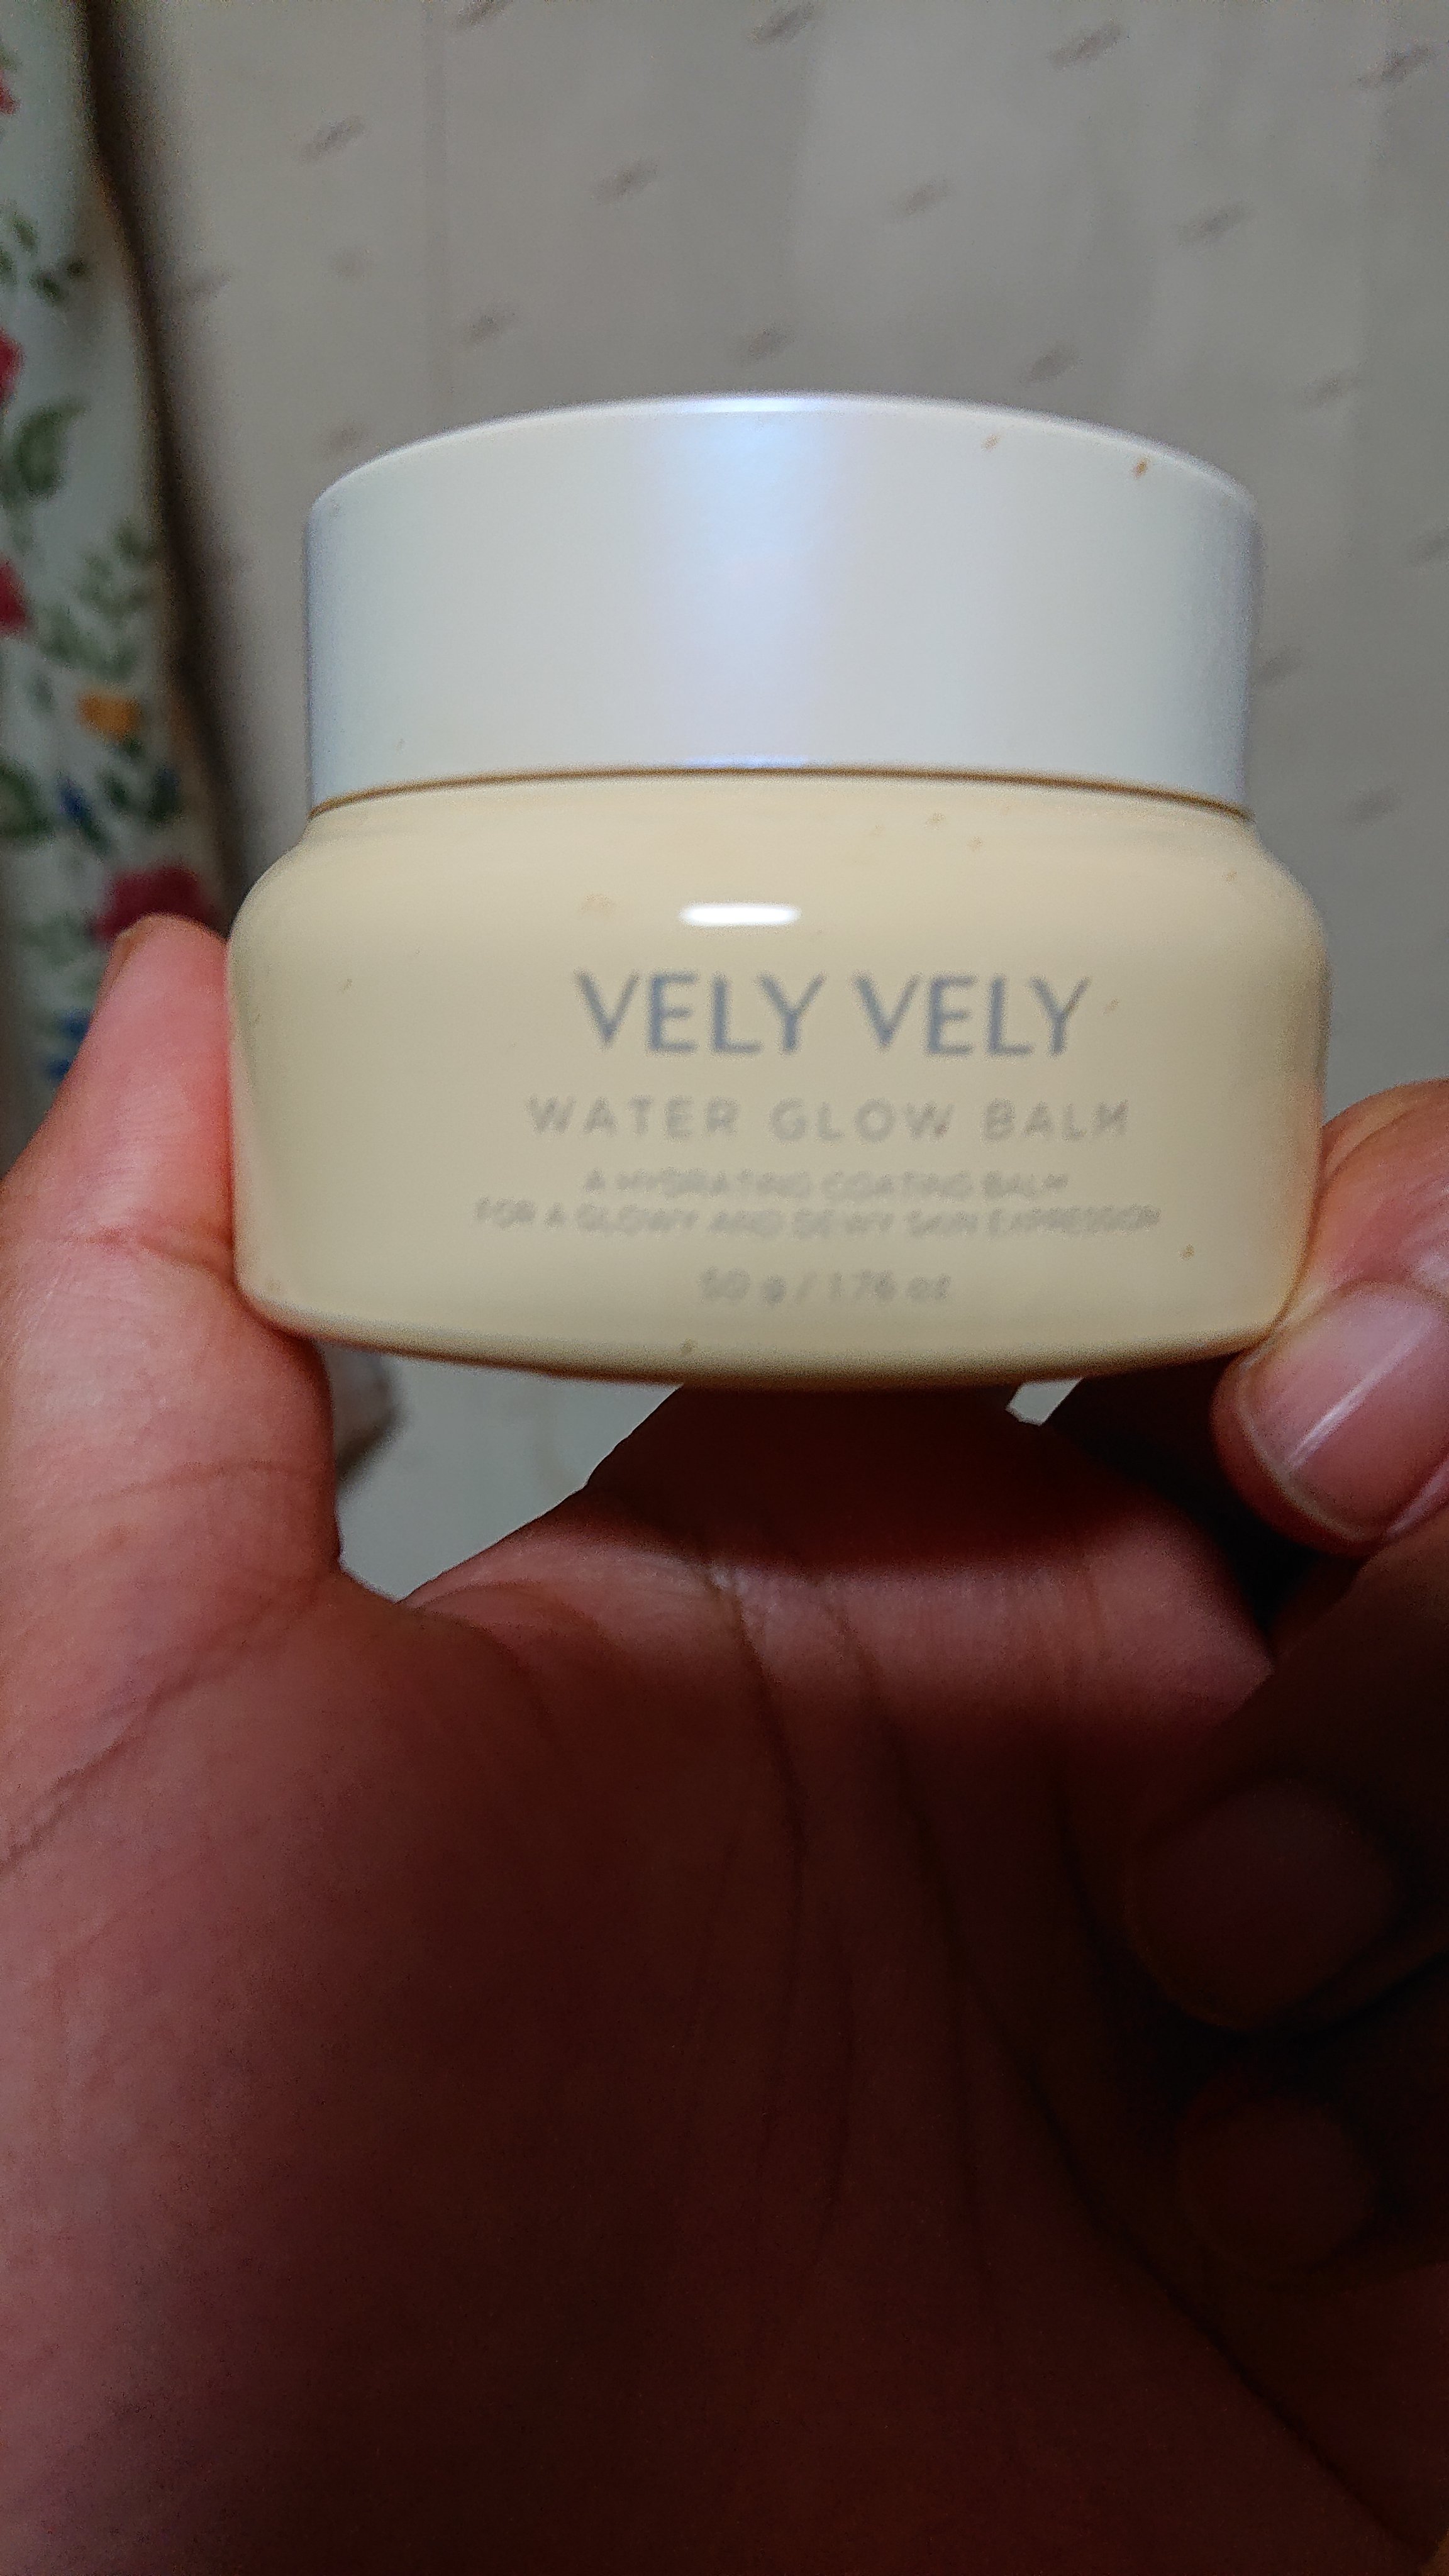 VELY VELY
WATER GLOW BALM
A HYDRATING COATING BALM
FOR A GLOWY AND DEWY SKIN EXPRESSION
50 g / 1.76 oz